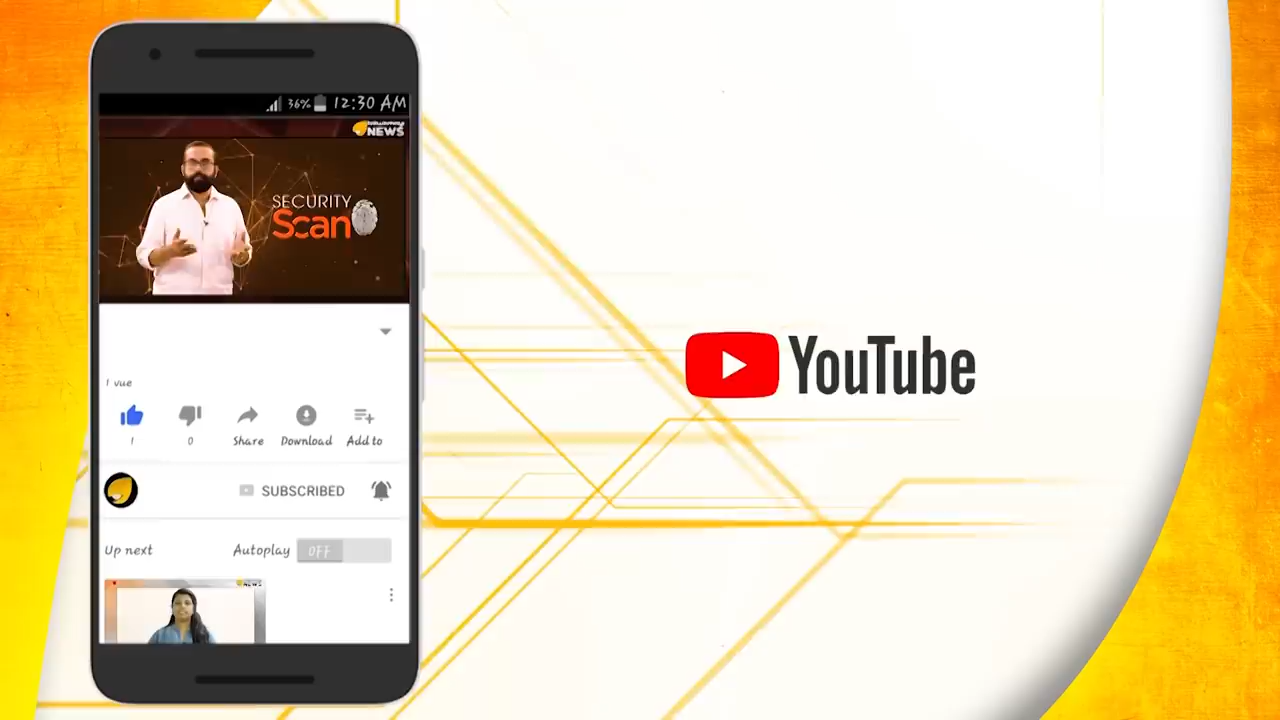 36% 12:30 AM
NEWS
SECURITY
Scan
1 vue
1 0 Share Download Add to
SUBSCRIBED
Up next Autoplay OFF
NEWS
YouTube